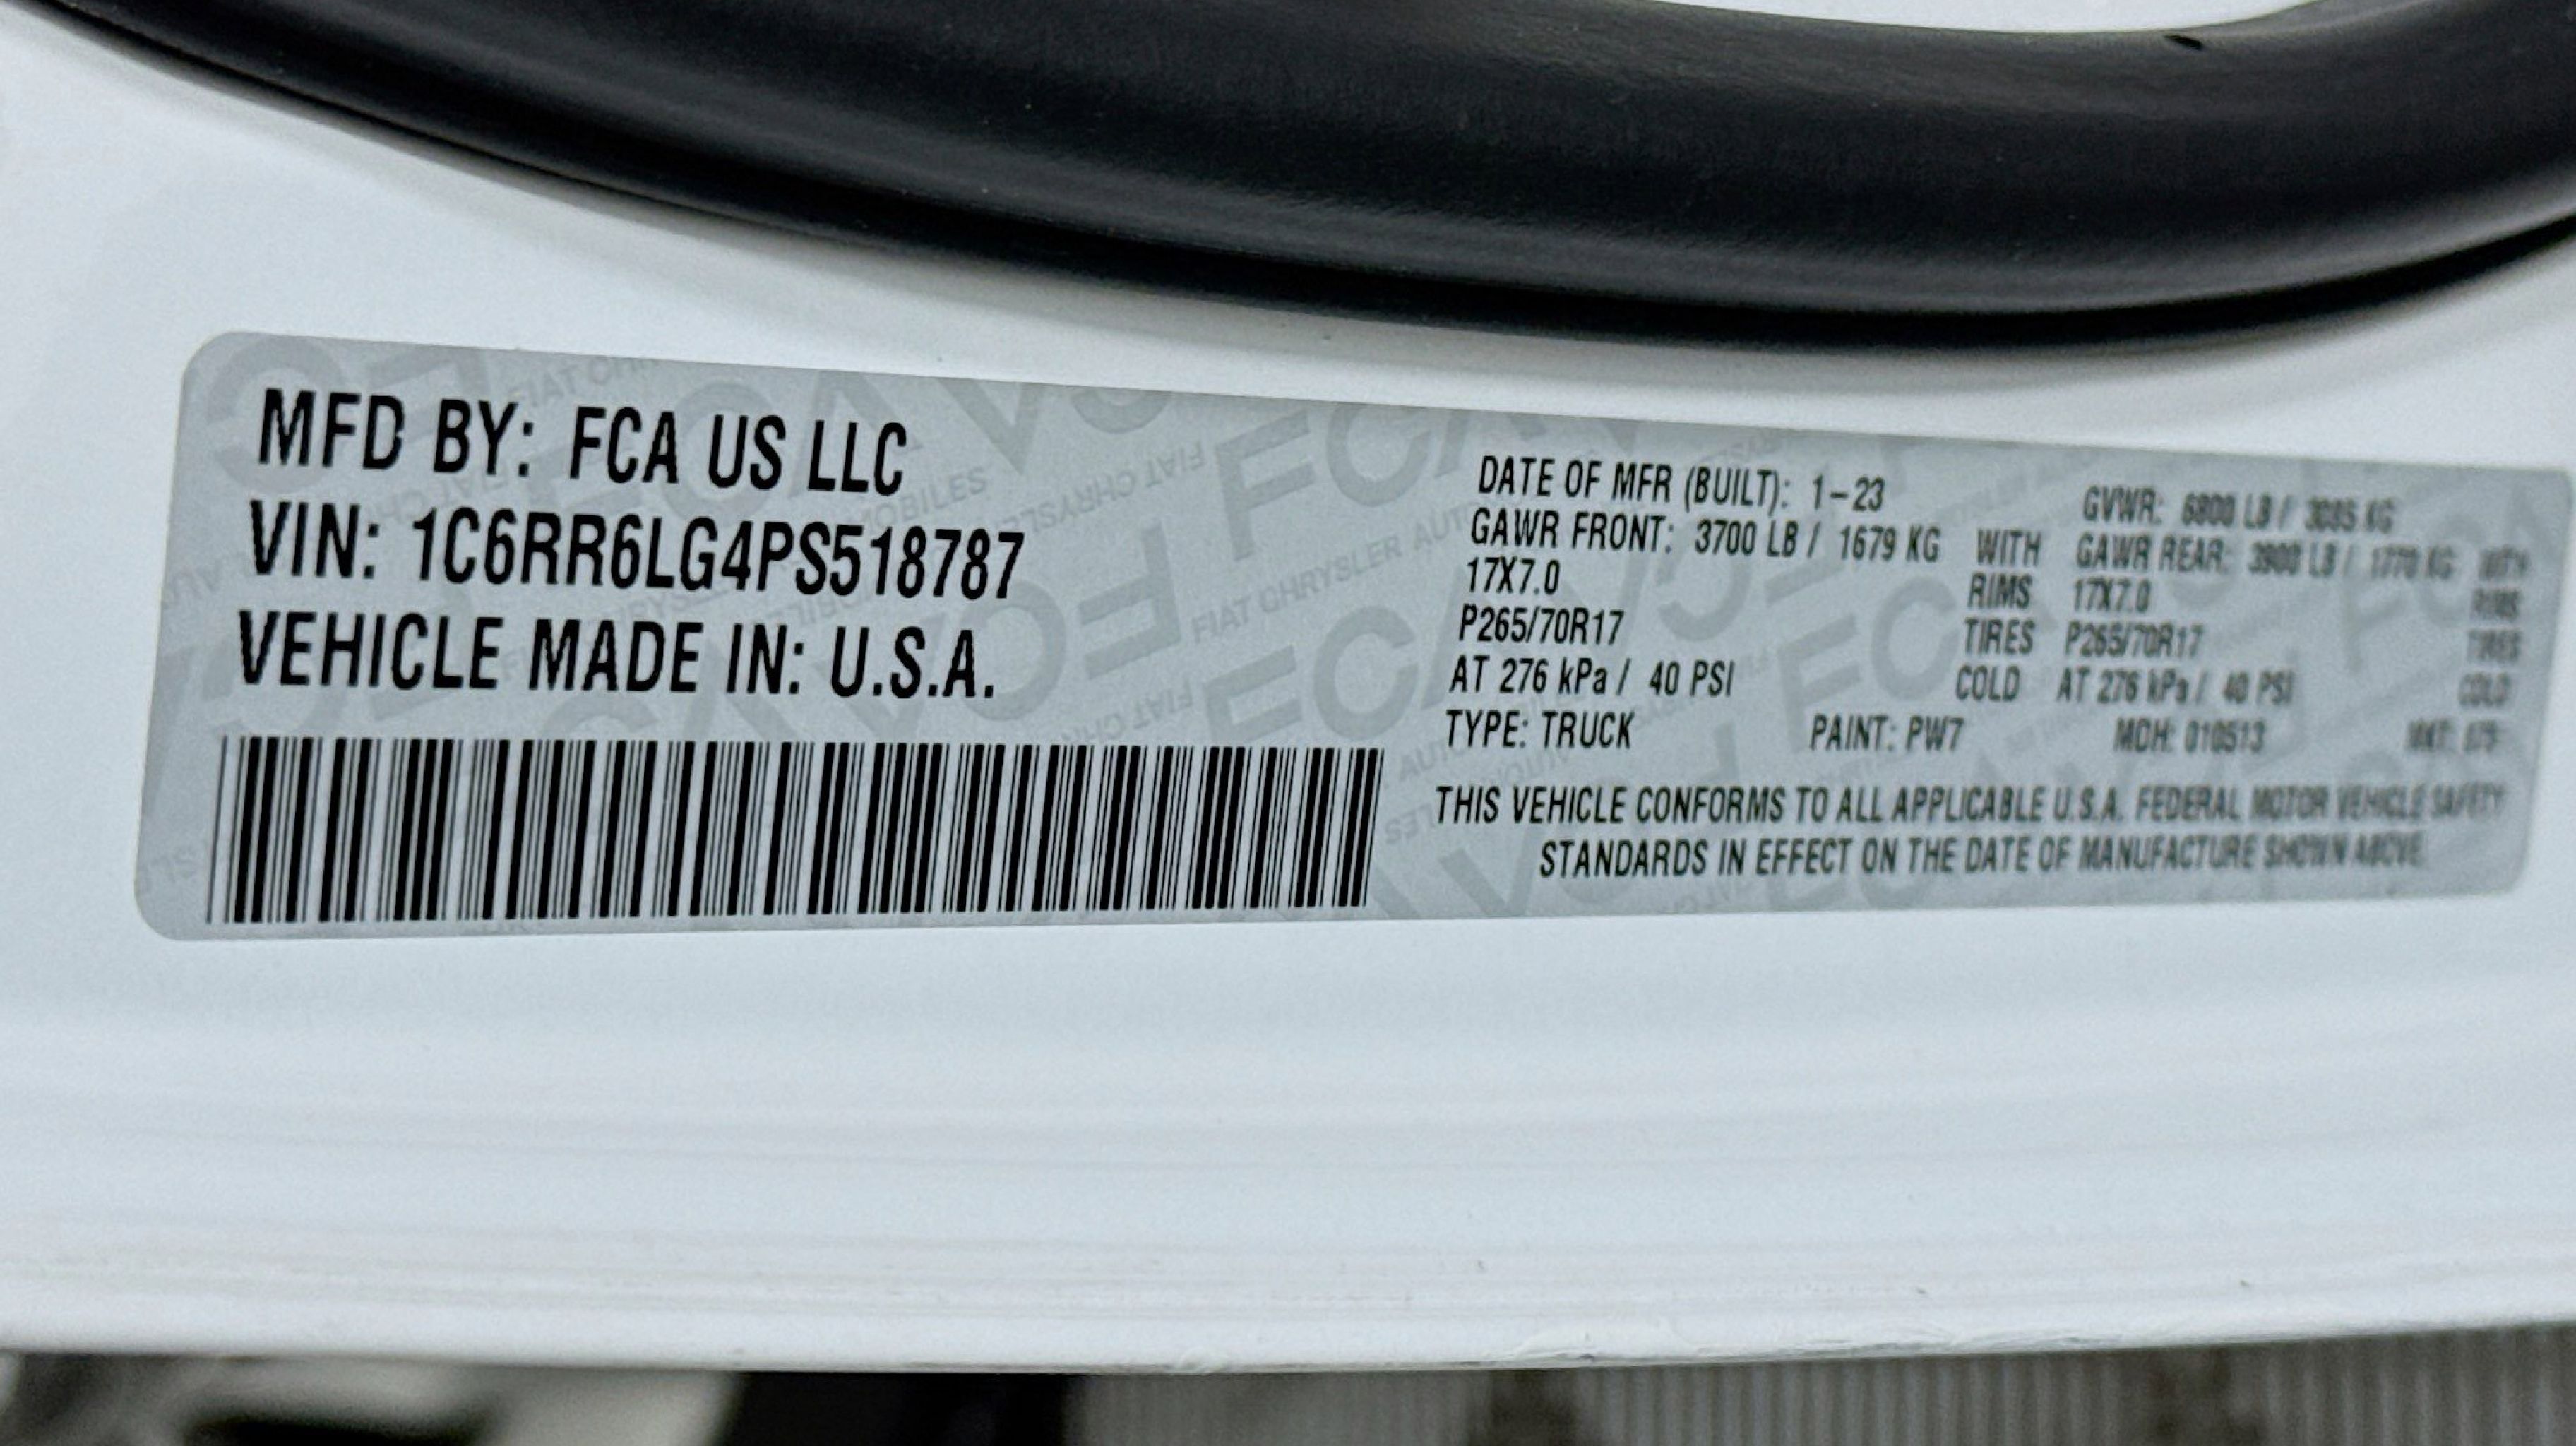 MFD BY: FCA US LLC
VIN: 1C6RR6LG4PS518787
VEHICLE MADE IN: U.S.A.
DATE OF MFR (BUILT): 1-23 GVWR: 6800 LB / 3085 KG
GAWR FRONT: 3700 LB / 1679 KG WITH GAWR REAR: 3900 LB / 1770 KG WITH
17X7.0 RIMS 17X7.0 RIMS
P265/70R17 TIRES P265/70R17 TIRES
AT 276 kPa / 40 PSI COLD AT 276 kPa / 40 PSI COLD
TYPE: TRUCK PAINT: PW7 MDH: 010513
THIS VEHICLE CONFORMS TO ALL APPLICABLE U.S.A. FEDERAL MOTOR VEHICLE SAFETY
STANDARDS IN EFFECT ON THE DATE OF MANUFACTURE SHOWN ABOVE.